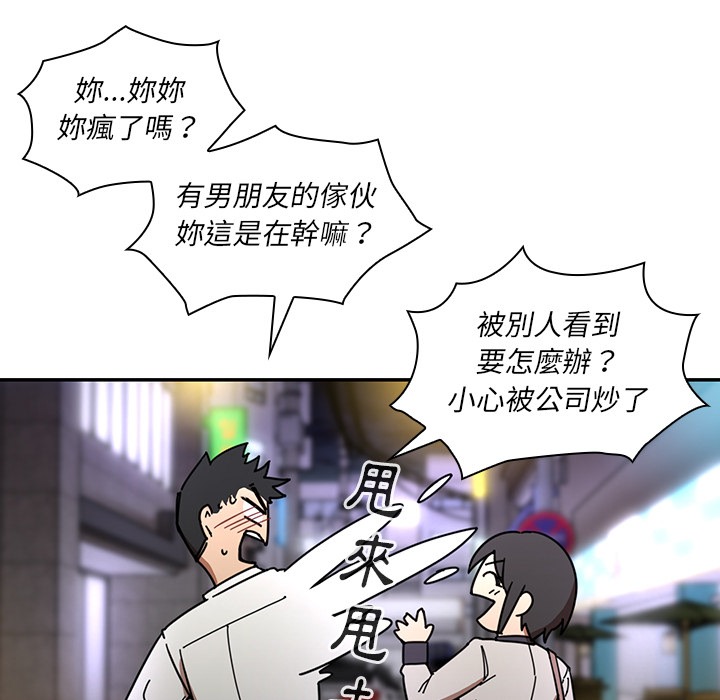 妳...妳妳
妳瘋了嗎？
有男朋友的傢伙
妳這是在幹嘛？
被別人看到
要怎麼辦？
小心被公司炒了
甩來甩